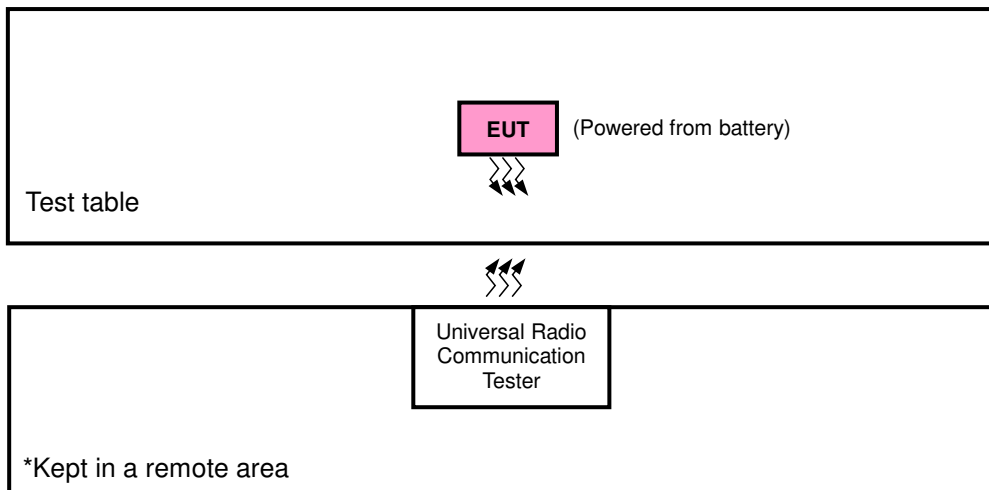 EUT
(Powered from battery)
Test table
Universal Radio
Communication
Tester
*Kept in a remote area